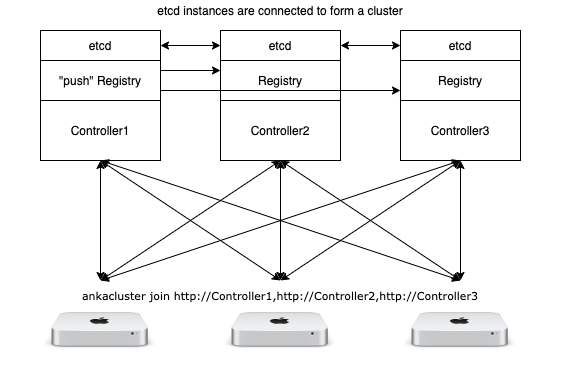 etcd instances are connected to form a cluster
etcd
etcd
etcd
"push" Registry
Registry
Registry
Controller1
Controller2
Controller3
ankacluster join http://Controller1,http://Controller2,http://Controller3